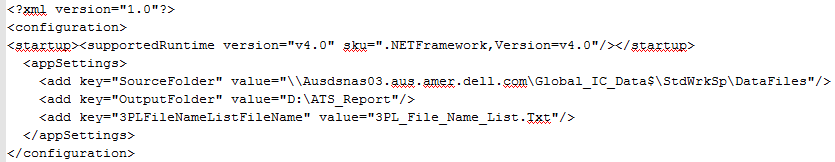 <?xml version="1.0"?>
<configuration>
<startup><supportedRuntime version="v4.0" sku=".NETFramework,Version=v4.0"/></startup>
<appSettings>
<add key="SourceFolder" value="\\Ausdsnas03.aus.amer.dell.com\Global_IC_Data$\StdWrkSp\DataFiles"/>
<add key="OutputFolder" value="D:\ATS_Report"/>
<add key="3PLFileNameListFileName" value="3PL_File_Name_List.Txt"/>
</appSettings>
</configuration>